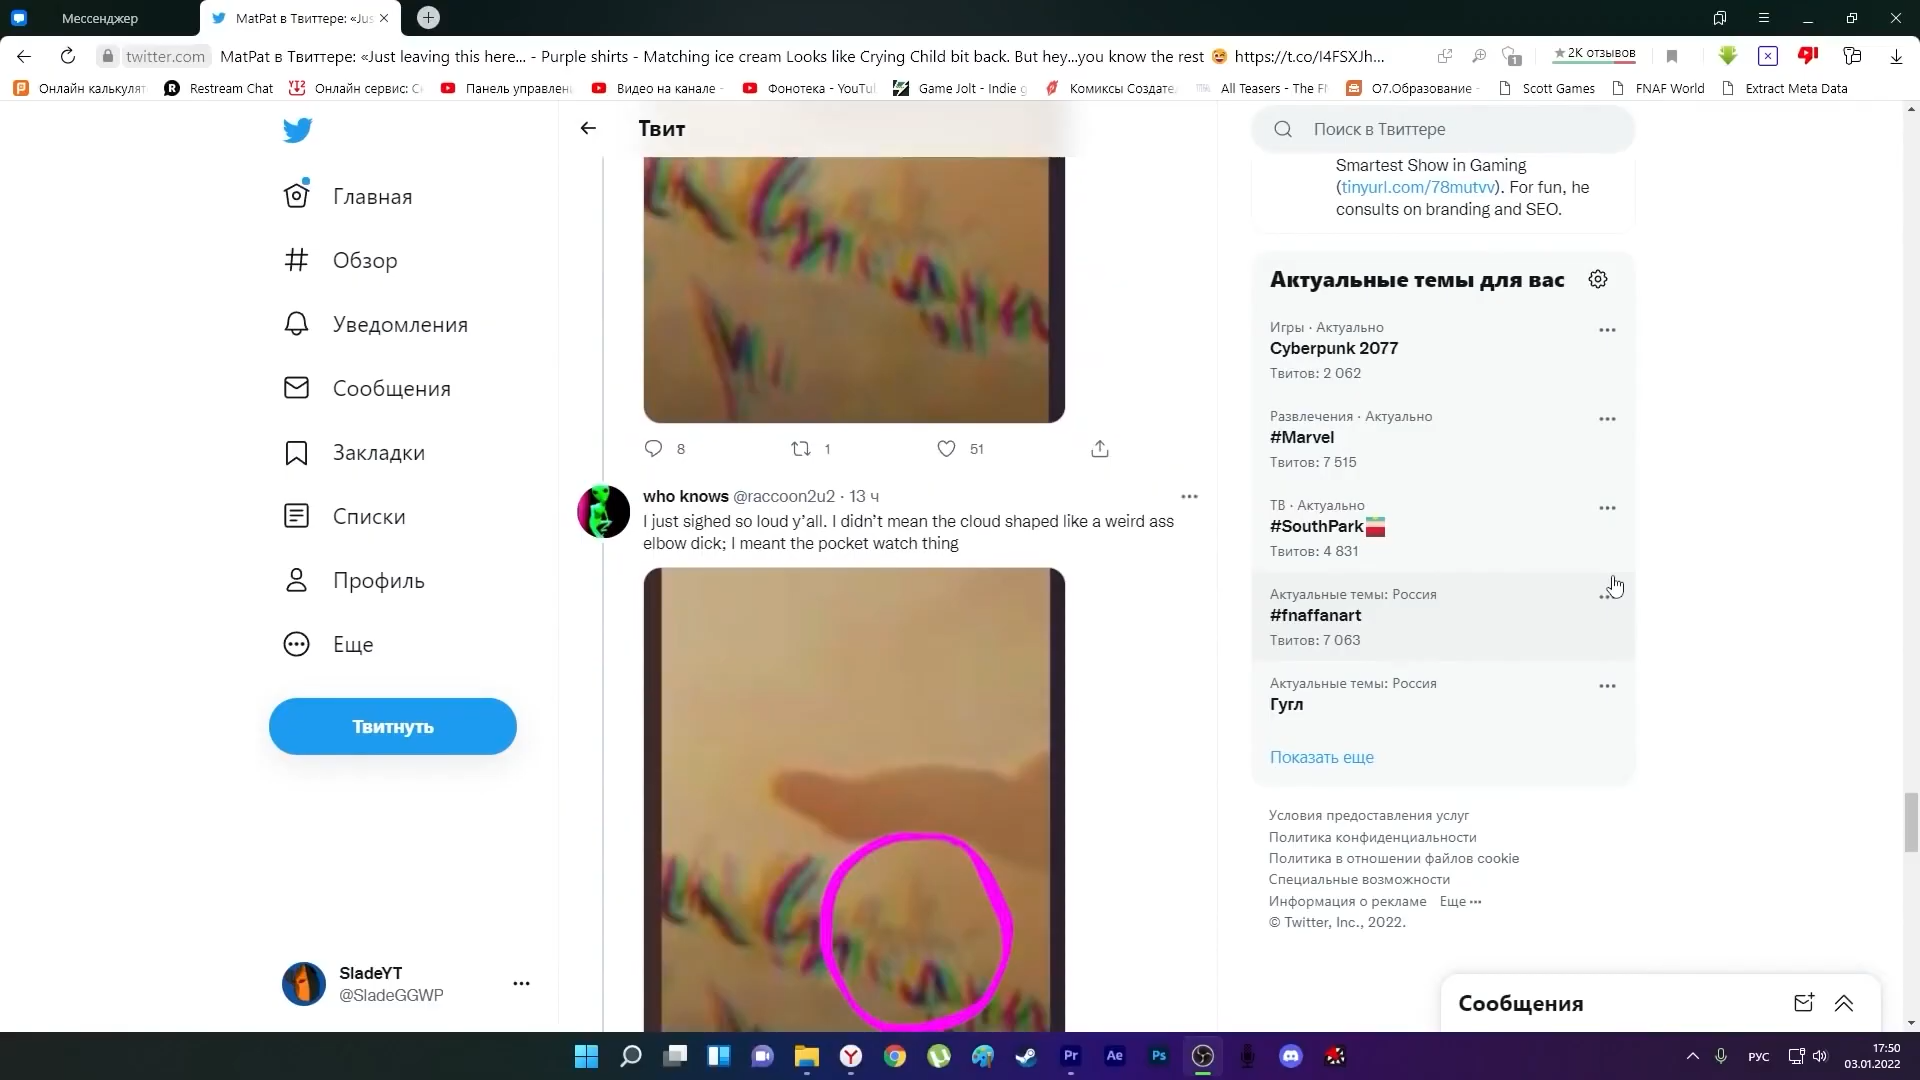 Мессенджер
MatPat в Твиттере: «Jus
twitter.com
MatPat в Твиттере: «Just leaving this here... - Purple shirts - Matching ice cream Looks like Crying Child bit back. But hey...you know the rest 😅 https://t.co/I4FSXJh...
2K отзывов
Онлайн калькулят
Restream Chat
Онлайн сервис: С
Панель управлен
Видео на канале -
Фонотека - YouTu
Game Jolt - Indie g
Комиксы Создате
All Teasers - The F
О7.Образование -
Scott Games
FNAF World
Extract Meta Data
Главная
Обзор
Уведомления
Сообщения
Закладки
Списки
Профиль
Еще
Твитнуть
SladeYT
@SladeGGWP
Твит
8
1
51
who knows @raccoon2u2 · 13 ч
I just sighed so loud y'all. I didn't mean the cloud shaped like a weird ass
elbow dick; I meant the pocket watch thing
Поиск в Твиттере
Smartest Show in Gaming
(tinyurl.com/78mutvv). For fun, he
consults on branding and SEO.
Актуальные темы для вас
Игры · Актуально
Cyberpunk 2077
Твитов: 2 062
Развлечения · Актуально
#Marvel
Твитов: 7 515
ТВ · Актуально
#SouthPark
Твитов: 4 831
Актуальные темы: Россия
#fnaffanart
Твитов: 7 063
Актуальные темы: Россия
Гугл
Показать еще
Условия предоставления услуг
Политика конфиденциальности
Политика в отношении файлов cookie
Специальные возможности
Информация о рекламе Еще ···
© Twitter, Inc., 2022.
Сообщения
Pr
Ae
Ps
РУС
17:50
03.01.2022